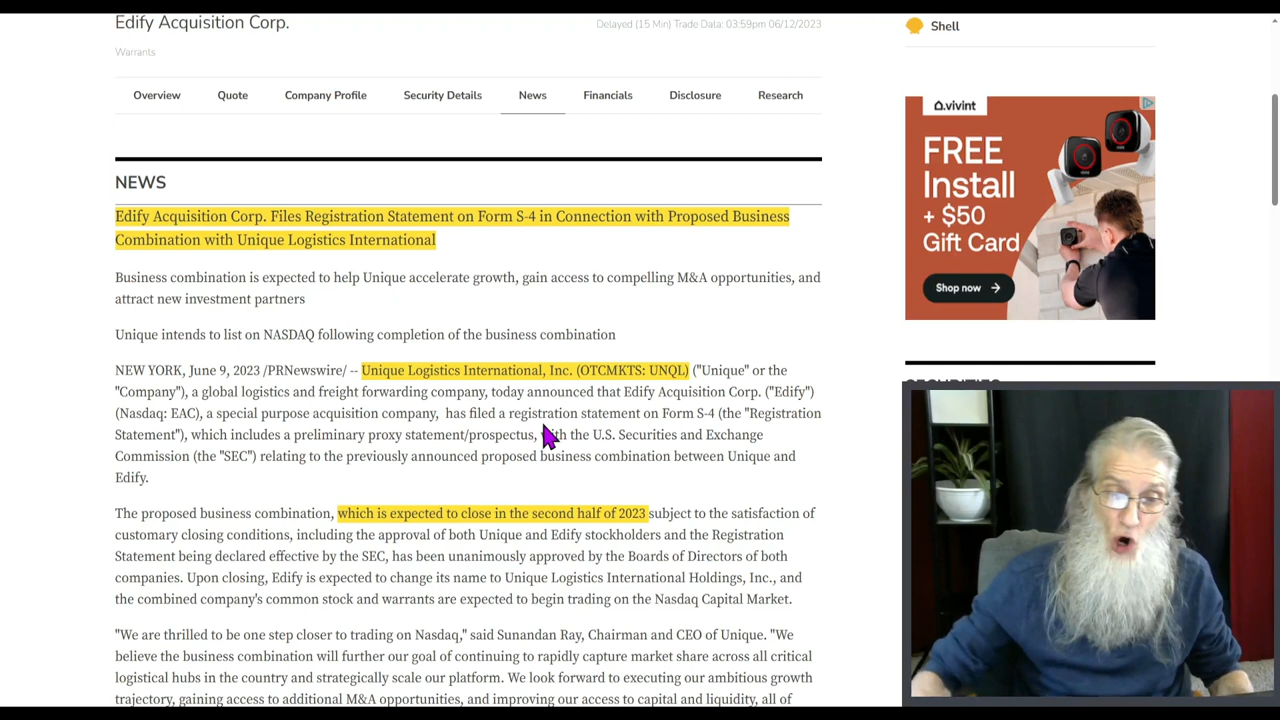 Edify Acquisition Corp.
Delayed (15 Min) Trade Data: 03:59pm 06/12/2023
Warrants
Overview
Quote
Company Profile
Security Details
News
Financials
Disclosure
Research
NEWS
Edify Acquisition Corp. Files Registration Statement on Form S-4 in Connection with Proposed Business
Combination with Unique Logistics International
Business combination is expected to help Unique accelerate growth, gain access to compelling M&A opportunities, and
attract new investment partners
Unique intends to list on NASDAQ following completion of the business combination
NEW YORK, June 9, 2023 /PRNewswire/ -- Unique Logistics International, Inc. (OTCMKTS: UNQL) ("Unique" or the
"Company"), a global logistics and freight forwarding company, today announced that Edify Acquisition Corp. ("Edify")
(Nasdaq: EAC), a special purpose acquisition company, has filed a registration statement on Form S-4 (the "Registration
Statement"), which includes a preliminary proxy statement/prospectus, with the U.S. Securities and Exchange
Commission (the "SEC") relating to the previously announced proposed business combination between Unique and
Edify.
The proposed business combination, which is expected to close in the second half of 2023 subject to the satisfaction of
customary closing conditions, including the approval of both Unique and Edify stockholders and the Registration
Statement being declared effective by the SEC, has been unanimously approved by the Boards of Directors of both
companies. Upon closing, Edify is expected to change its name to Unique Logistics International Holdings, Inc., and
the combined company's common stock and warrants are expected to begin trading on the Nasdaq Capital Market.
"We are thrilled to be one step closer to trading on Nasdaq," said Sunandan Ray, Chairman and CEO of Unique. "We
believe the business combination will further our goal of continuing to rapidly capture market share across all critical
logistical hubs in the country and strategically scale our platform. We look forward to executing our ambitious growth
trajectory, gaining access to additional M&A opportunities, and improving our access to capital and liquidity, all of
Shell
vivint
FREE
Install
+ $50
Gift Card
Shop now